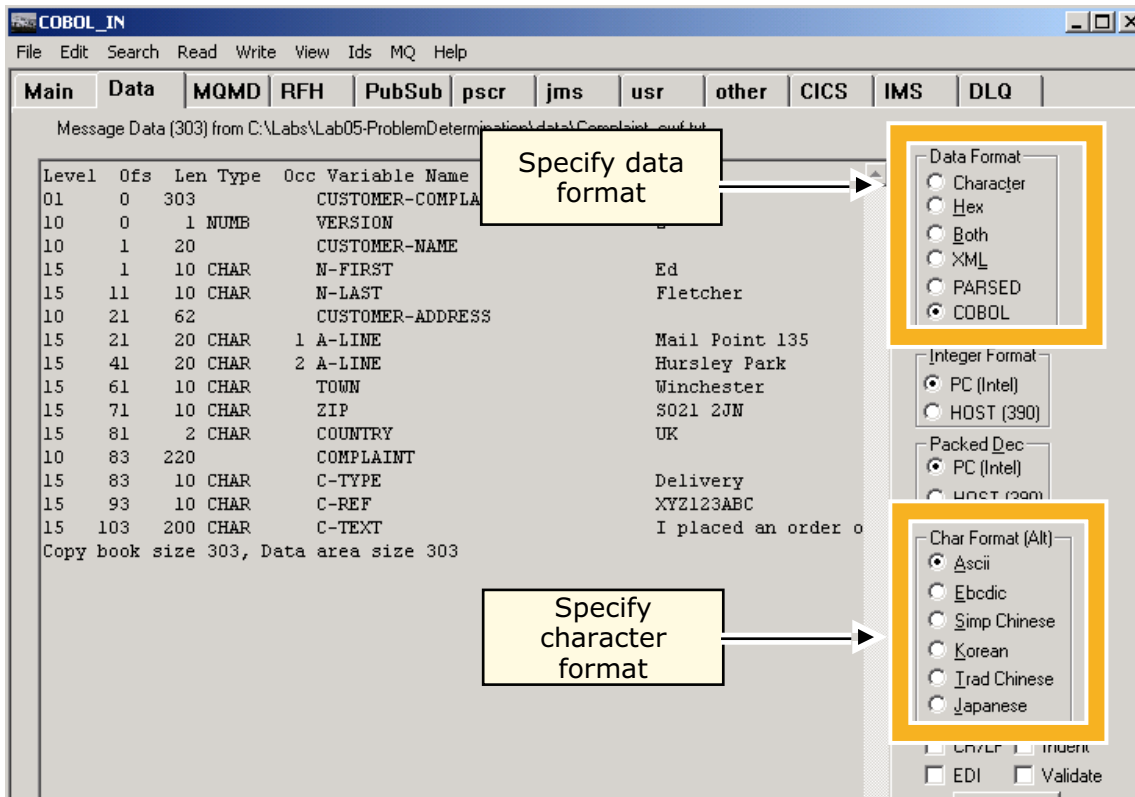 COBOL_IN
File Edit Search Read Write View Ids MQ Help
Main Data MQMD RFH PubSub pscr jms usr other CICS IMS DLQ
Message Data (303) from C:\Labs\Lab05-ProblemDetermination\data\Complaint_cwf.txt
Level Ofs Len Type Occ Variable Name
01 0 303 CUSTOMER-COMPLA
10 0 1 NUMB VERSION
10 1 20 CUSTOMER-NAME
15 1 10 CHAR N-FIRST Ed
15 11 10 CHAR N-LAST Fletcher
10 21 62 CUSTOMER-ADDRESS
15 21 20 CHAR 1 A-LINE Mail Point 135
15 41 20 CHAR 2 A-LINE Hursley Park
15 61 10 CHAR TOWN Winchester
15 71 10 CHAR ZIP SO21 2JN
15 81 2 CHAR COUNTRY UK
10 83 220 COMPLAINT
15 83 10 CHAR C-TYPE Delivery
15 93 10 CHAR C-REF XYZ123ABC
15 103 200 CHAR C-TEXT I placed an order o
Copy book size 303, Data area size 303
Specify data
format
Data Format
Character
Hex
Both
XML
PARSED
COBOL
Integer Format
PC (Intel)
HOST (390)
Packed Dec
PC (Intel)
HOST (390)
Specify
character
format
Char Format (Alt)
Ascii
Ebcdic
Simp Chinese
Korean
Trad Chinese
Japanese
CR/LF Indent
EDI Validate